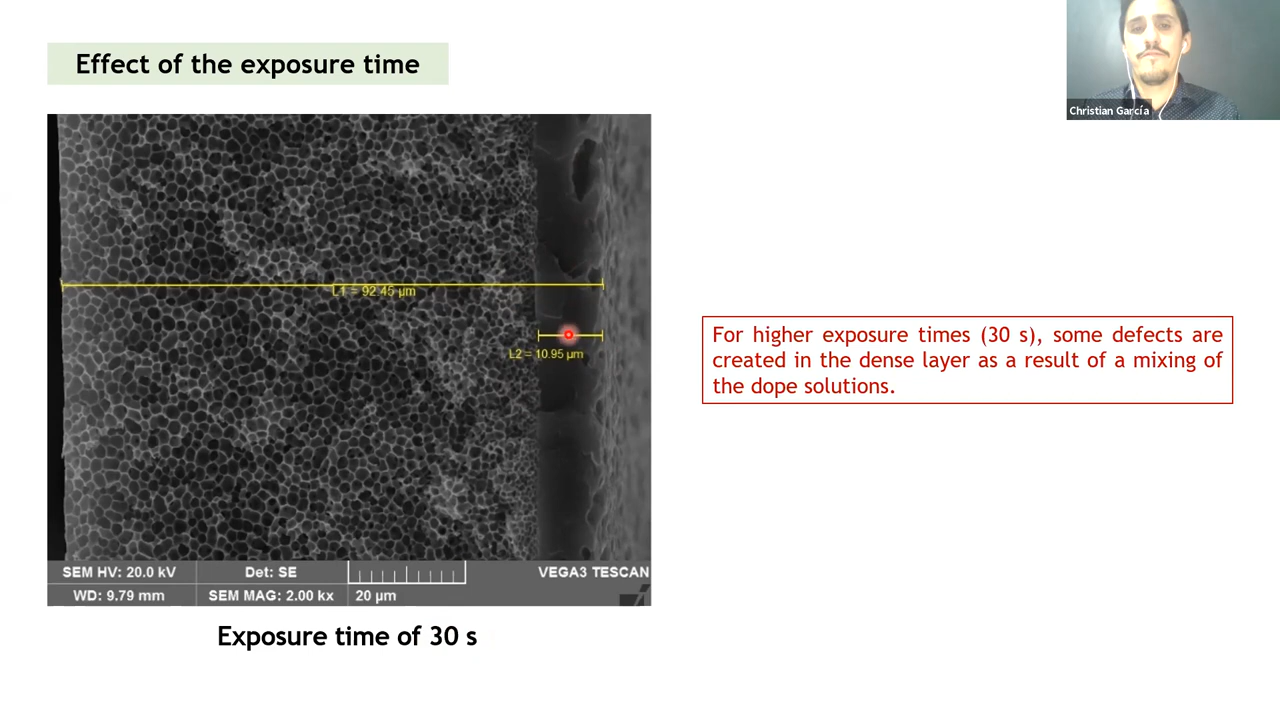 Effect of the exposure time
Christian García
L1 = 92.45 µm
L2 = 10.95 µm
For higher exposure times (30 s), some defects are
created in the dense layer as a result of a mixing of
the dope solutions.
SEM HV: 20.0 kV
Det: SE
VEGA3 TESCAN
WD: 9.79 mm
SEM MAG: 2.00 kx
20 µm
Exposure time of 30 s